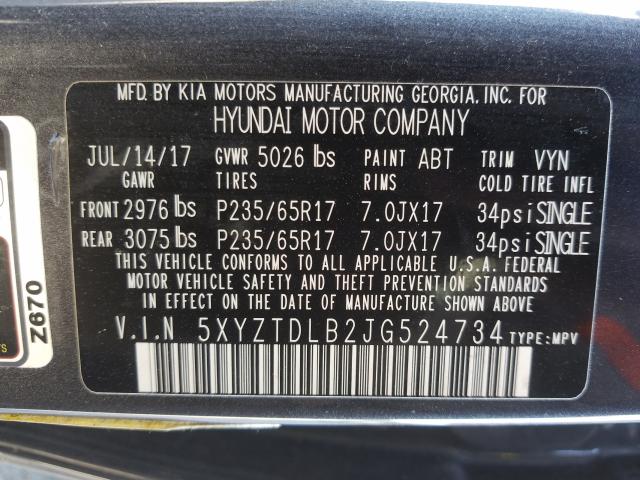 MFD. BY KIA MOTORS MANUFACTURING GEORGIA. INC. FOR
HYUNDAI MOTOR COMPANY
JUL/14/17 GVWR 5026 lbs PAINT ABT TRIM VYN
GAWR TIRES RIMS COLD TIRE INFL
FRONT 2976 lbs P235/65R17 7.0JX17 34psi SINGLE
REAR 3075 lbs P235/65R17 7.0JX17 34psi SINGLE
THIS VEHICLE CONFORMS TO ALL APPLICABLE U.S.A. FEDERAL
MOTOR VEHICLE SAFETY AND THEFT PREVENTION STANDARDS
IN EFFECT ON THE DATE OF MANUFACTURE SHOWN ABOVE.
V.I.N 5XYZTDLB2JG524734 TYPE:MPV
Z670